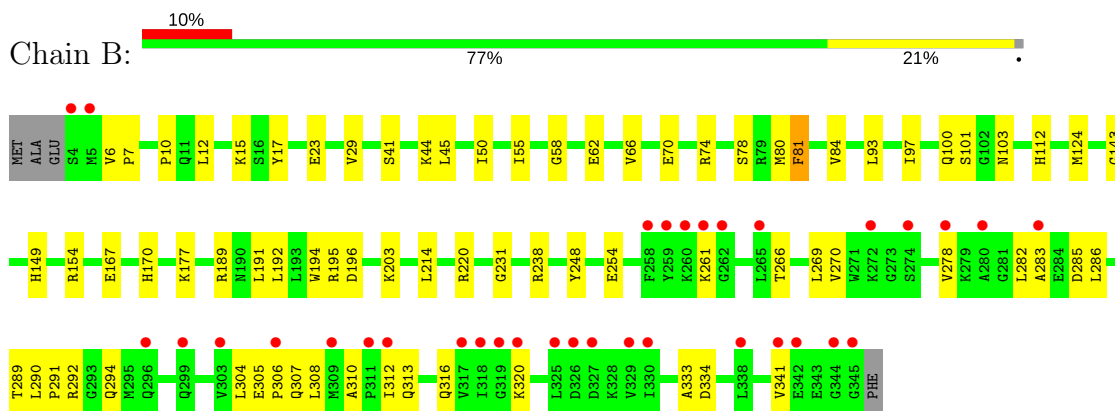 10%
Chain B:
77% 21% •
MET ALA GLU S4 M5 V6 P7 P10 Q11 L12 K15 S16 Y17 E23 V29 S41 K44 L45 I50 I55 G58 E62 V66 E70 R74 S78 R79 M80 F81 V84 L93 I97 Q100 S101 G102 N103 H112 M124 G143
H149 R154 E167 H170 K177 R189 N190 L191 L192 L193 W194 R195 D196 K203 L214 R220 G231 R238 Y248 E254 F258 Y259 K260 K261 G262 L265 T266 L269 V270 W271 K272 G273 S274 V278 K279 A280 G281 L282 A283 E284 D285 L286
T289 L290 P291 R292 G293 Q294 M295 Q296 Q299 V303 L304 E305 P306 Q307 L308 M309 A310 P311 I312 Q313 Q316 V317 I318 G319 K320 L325 D326 D327 K328 V329 I330 A333 D334 L338 V341 E342 E343 G344 G345 PHE